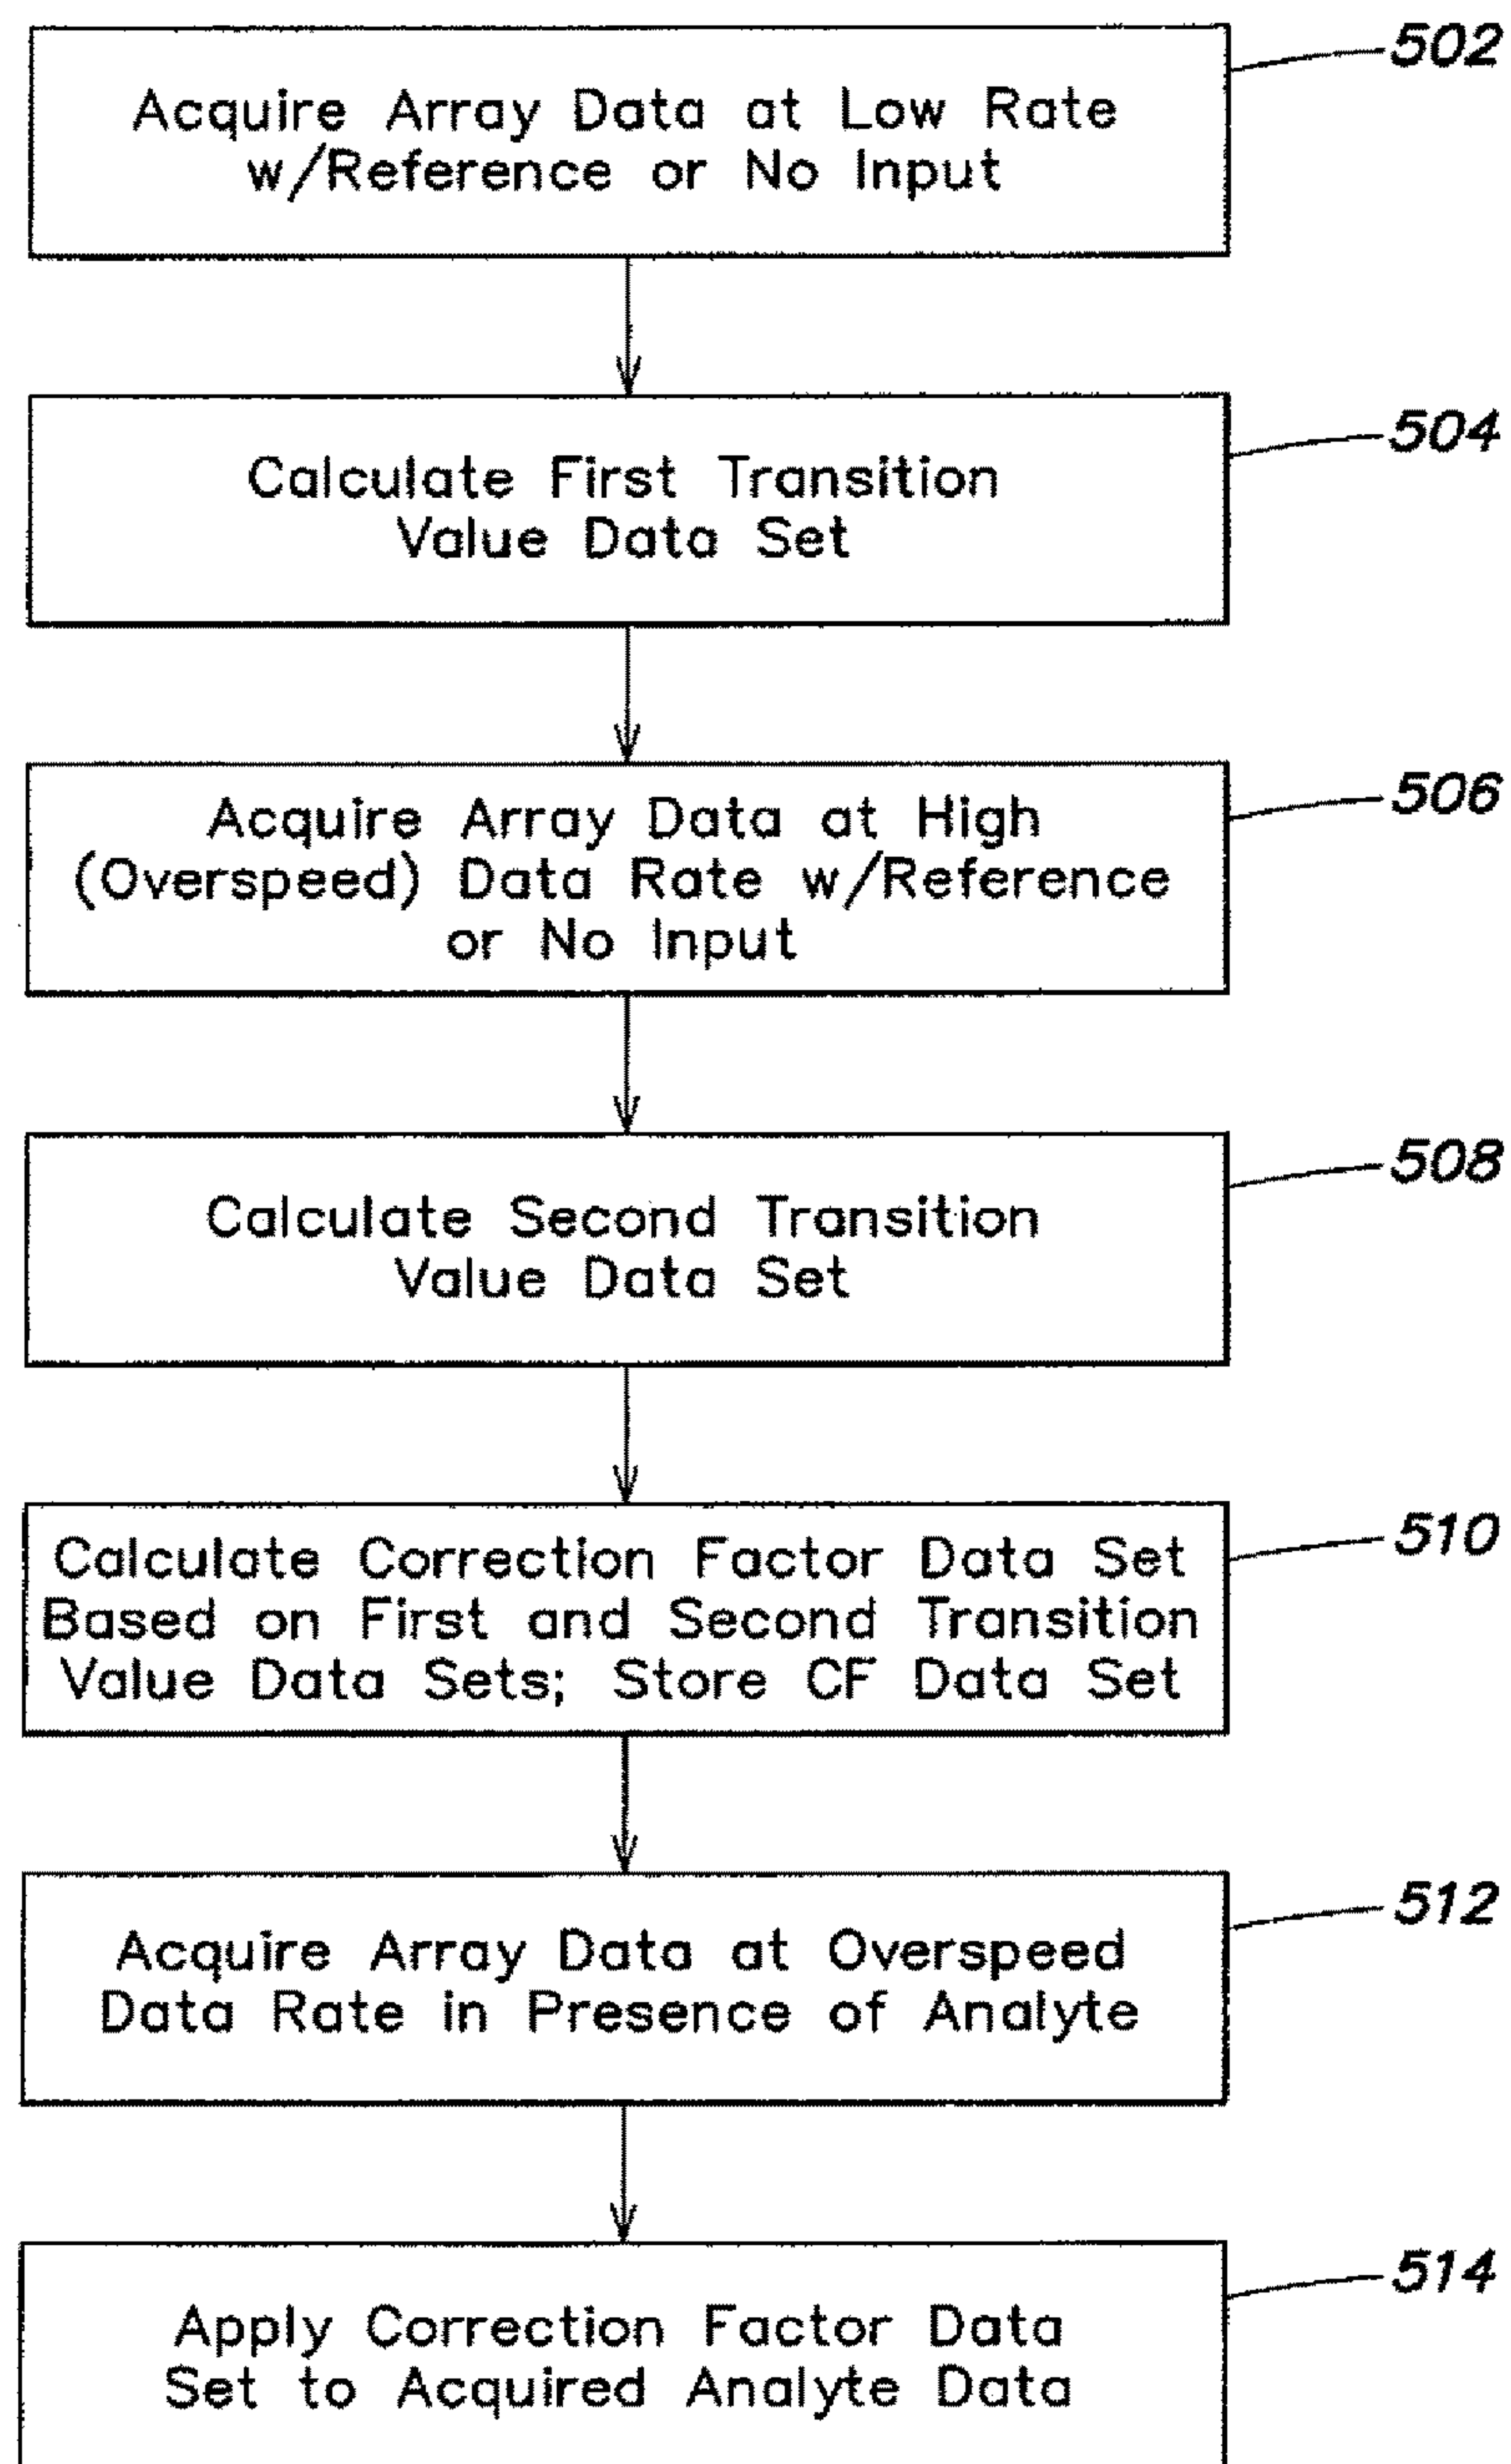 502
Acquire Array Data at Low Rate
w/Reference or No Input
504
Calculate First Transition
Value Data Set
506
Acquire Array Data at High
(Overspeed) Data Rate w/Reference
or No Input
508
Calculate Second Transition
Value Data Set
510
Calculate Correction Factor Data Set
Based on First and Second Transition
Value Data Sets; Store CF Data Set
512
Acquire Array Data at Overspeed
Data Rate in Presence of Analyte
514
Apply Correction Factor Data
Set to Acquired Analyte Data